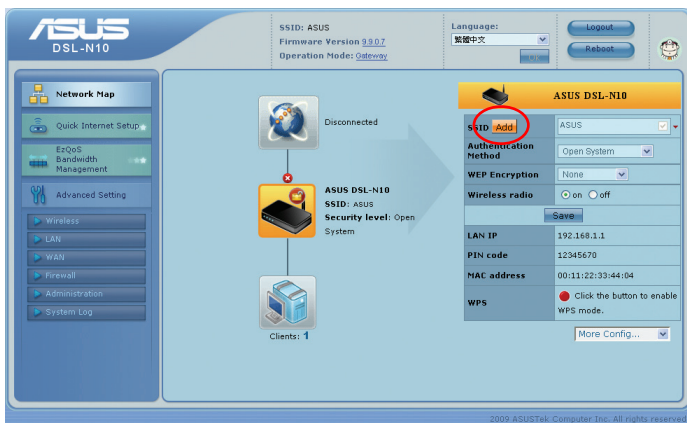 ASUS
DSL-N10
SSID: ASUS
Firmware Version 9.9.0.7
Operation Mode: Gateway
Language:
繁體中文
OK
Logout
Reboot
Network Map
Quick Internet Setup
EzQoS
Bandwidth
Management
Advanced Setting
Wireless
LAN
WAN
Firewall
Administration
System Log
Disconnected
ASUS DSL-N10
SSID: ASUS
Security level: Open
System
Clients: 1
ASUS DSL-N10
SSID Add ASUS
Authentication
Method Open System
WEP Encryption None
Wireless radio on off
Save
LAN IP 192.168.1.1
PIN code 12345670
MAC address 00:11:22:33:44:04
WPS Click the button to enable
WPS mode.
More Config...
2009 ASUSTek Computer Inc. All rights reserved